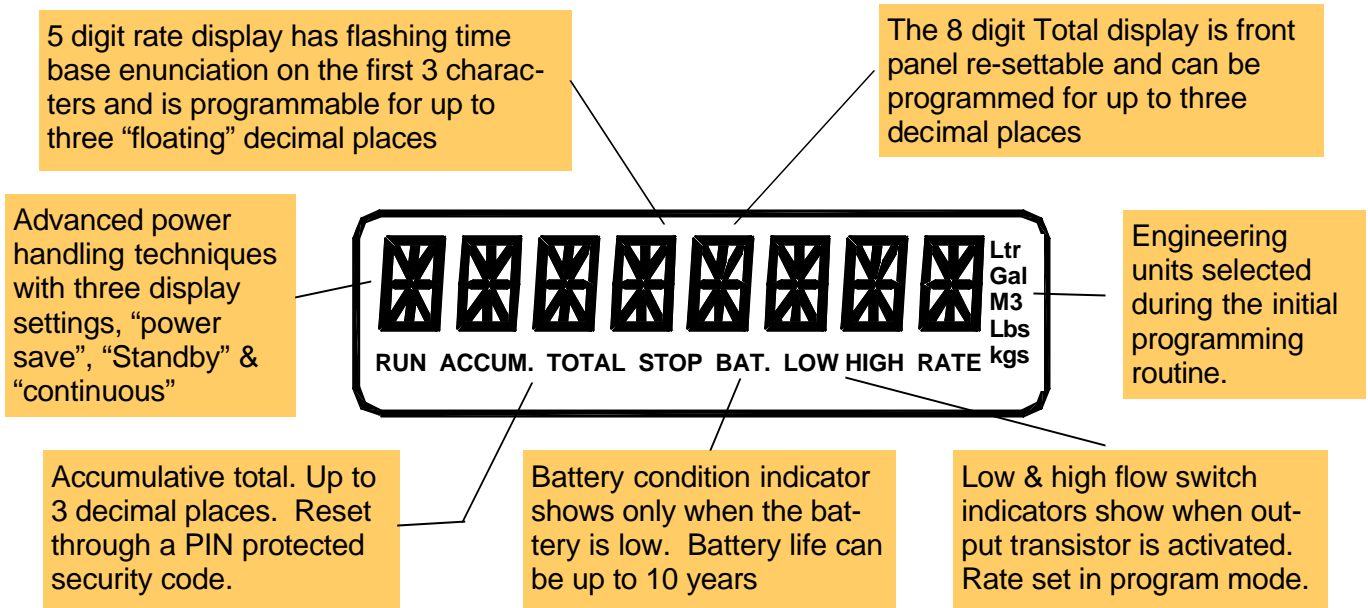 5 digit rate display has flashing time
base enunciation on the first 3 charac-
ters and is programmable for up to
three “floating” decimal places
The 8 digit Total display is front
panel re-settable and can be
programmed for up to three
decimal places
Advanced power
handling techniques
with three display
settings, “power
save”, “Standby” &
“continuous”
Ltr
Gal
M3
Lbs
kgs
RUN ACCUM. TOTAL STOP BAT. LOW HIGH RATE
Engineering
units selected
during the initial
programming
routine.
Accumulative total. Up to
3 decimal places. Reset
through a PIN protected
security code.
Battery condition indicator
shows only when the bat-
tery is low. Battery life can
be up to 10 years
Low & high flow switch
indicators show when out-
put transistor is activated.
Rate set in program mode.